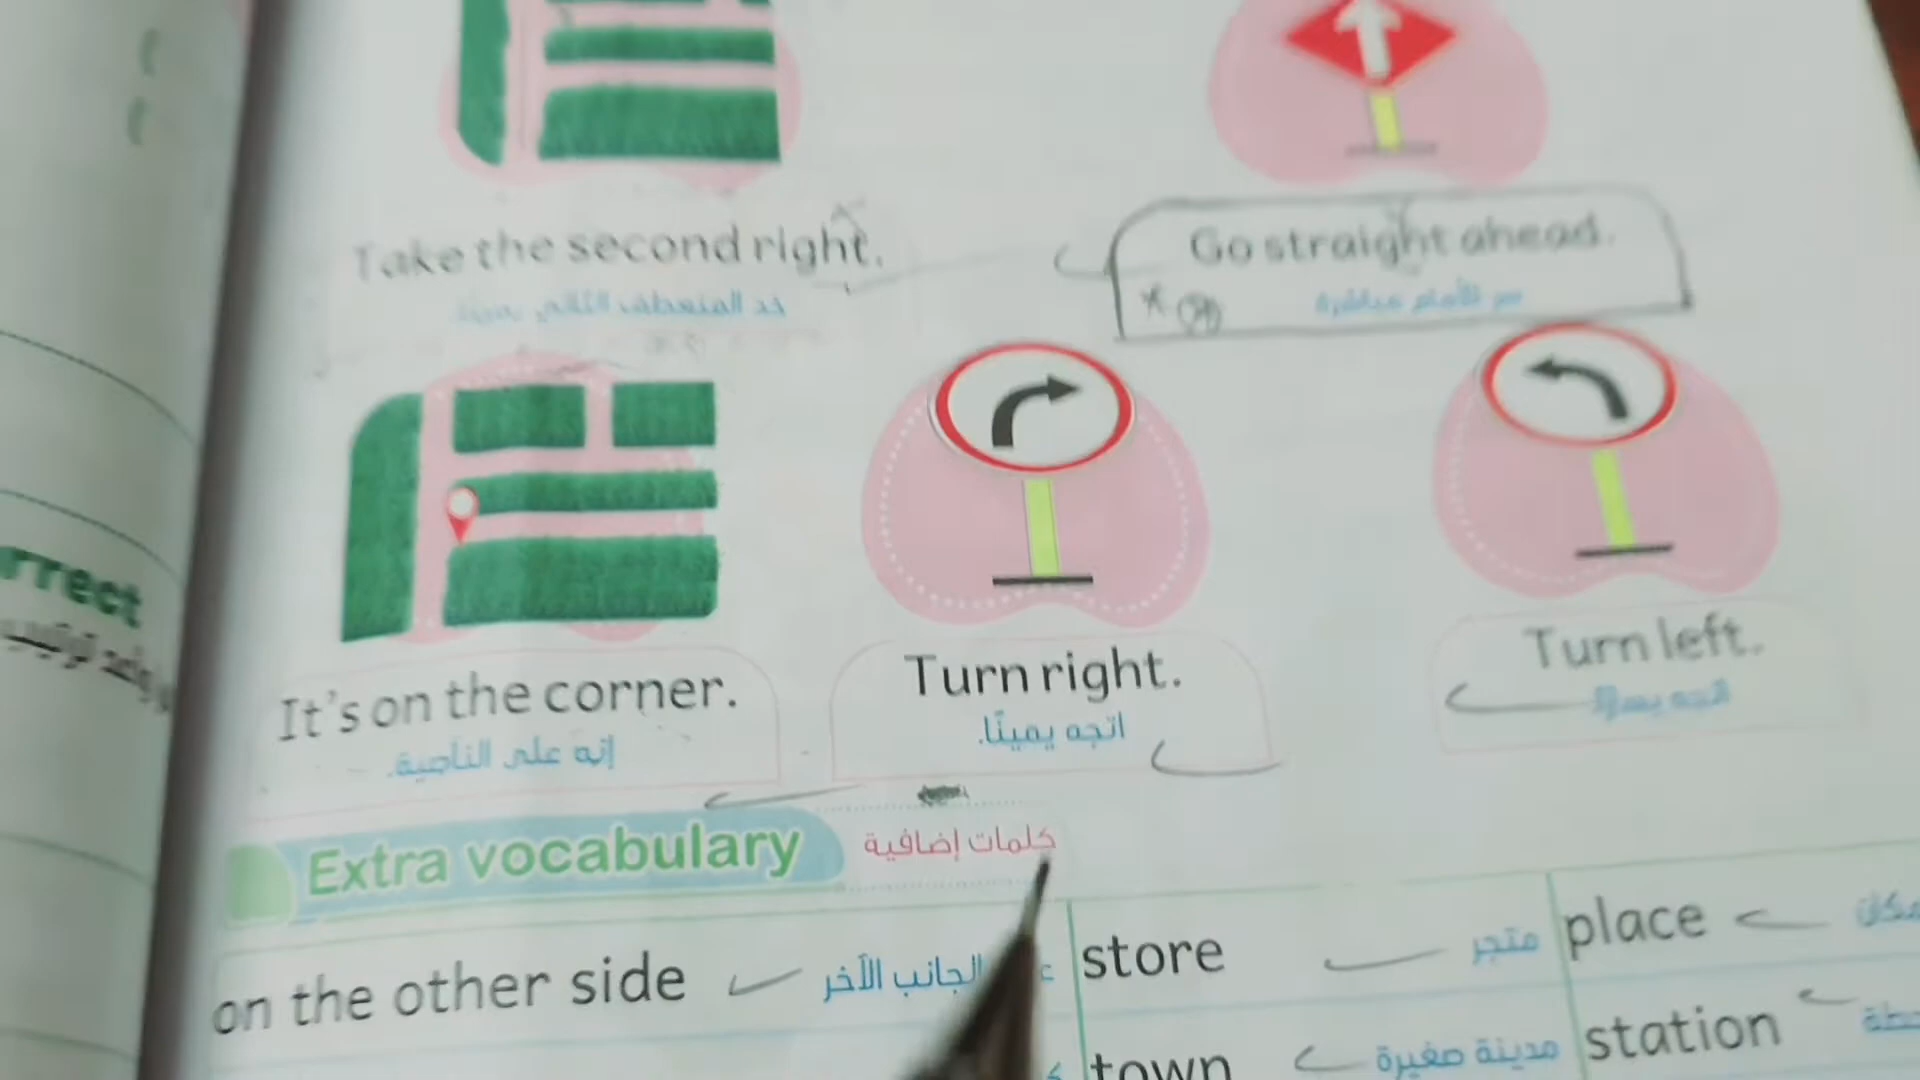 Take the second right.
خذ المنعطف الثاني يمينًا
Go straight ahead.
سر للأمام مباشرة
It's on the corner.
إنه على الناصية.
Turn right.
اتجه يمينًا.
Turn left.
اتجه يسارًا
rrect
Extra vocabulary
كلمات إضافية
on the other side
الجانب الآخر
store
متجر
place
مكان
town
مدينة صغيرة
station